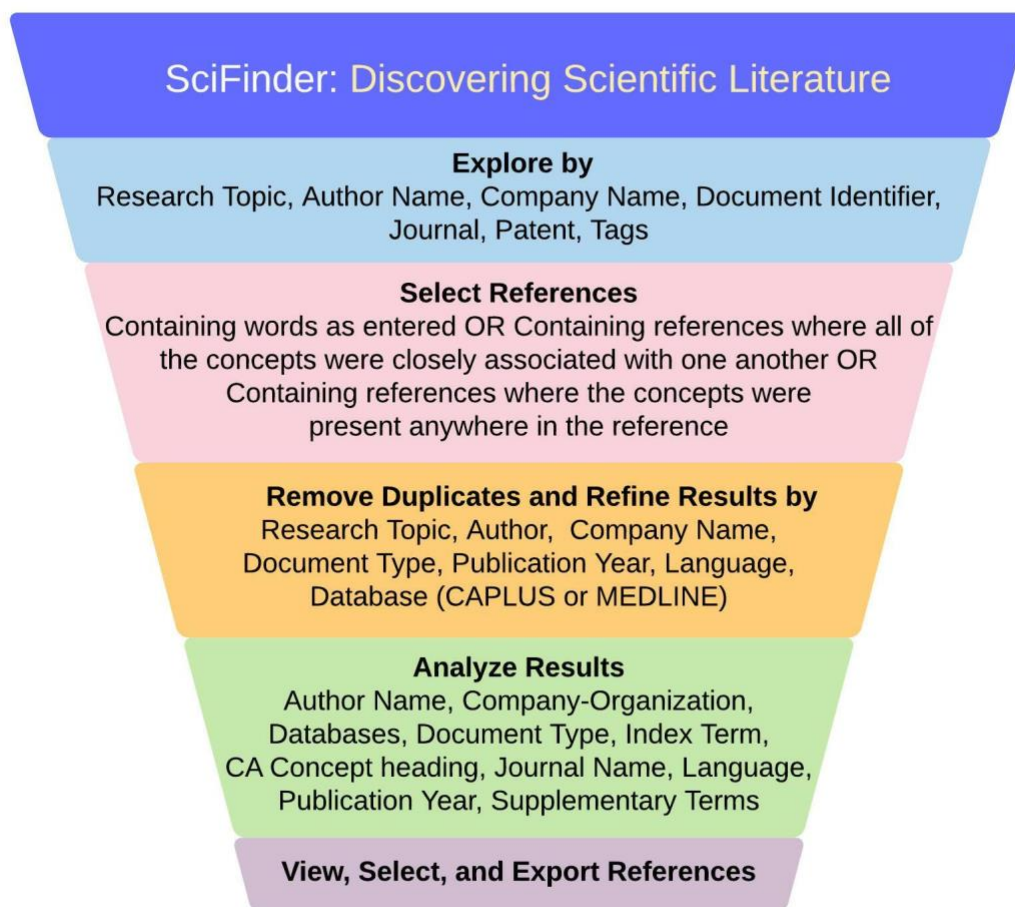 SciFinder: Discovering Scientific Literature
Explore by
Research Topic, Author Name, Company Name, Document Identifier,
Journal, Patent, Tags
Select References
Containing words as entered OR Containing references where all of
the concepts were closely associated with one another OR
Containing references where the concepts were
present anywhere in the reference
Remove Duplicates and Refine Results by
Research Topic, Author, Company Name,
Document Type, Publication Year, Language,
Database (CAPLUS or MEDLINE)
Analyze Results
Author Name, Company-Organization,
Databases, Document Type, Index Term,
CA Concept heading, Journal Name, Language,
Publication Year, Supplementary Terms
View, Select, and Export References